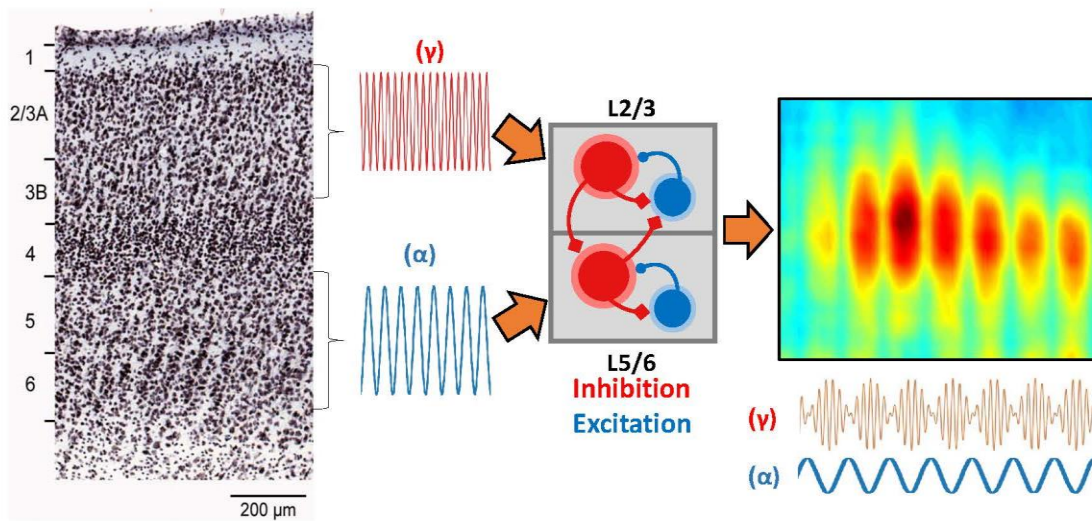 1
2/3A
3B
4
5
6
200 µm
(γ)
(α)
L2/3
L5/6
Inhibition
Excitation
(γ)
(α)